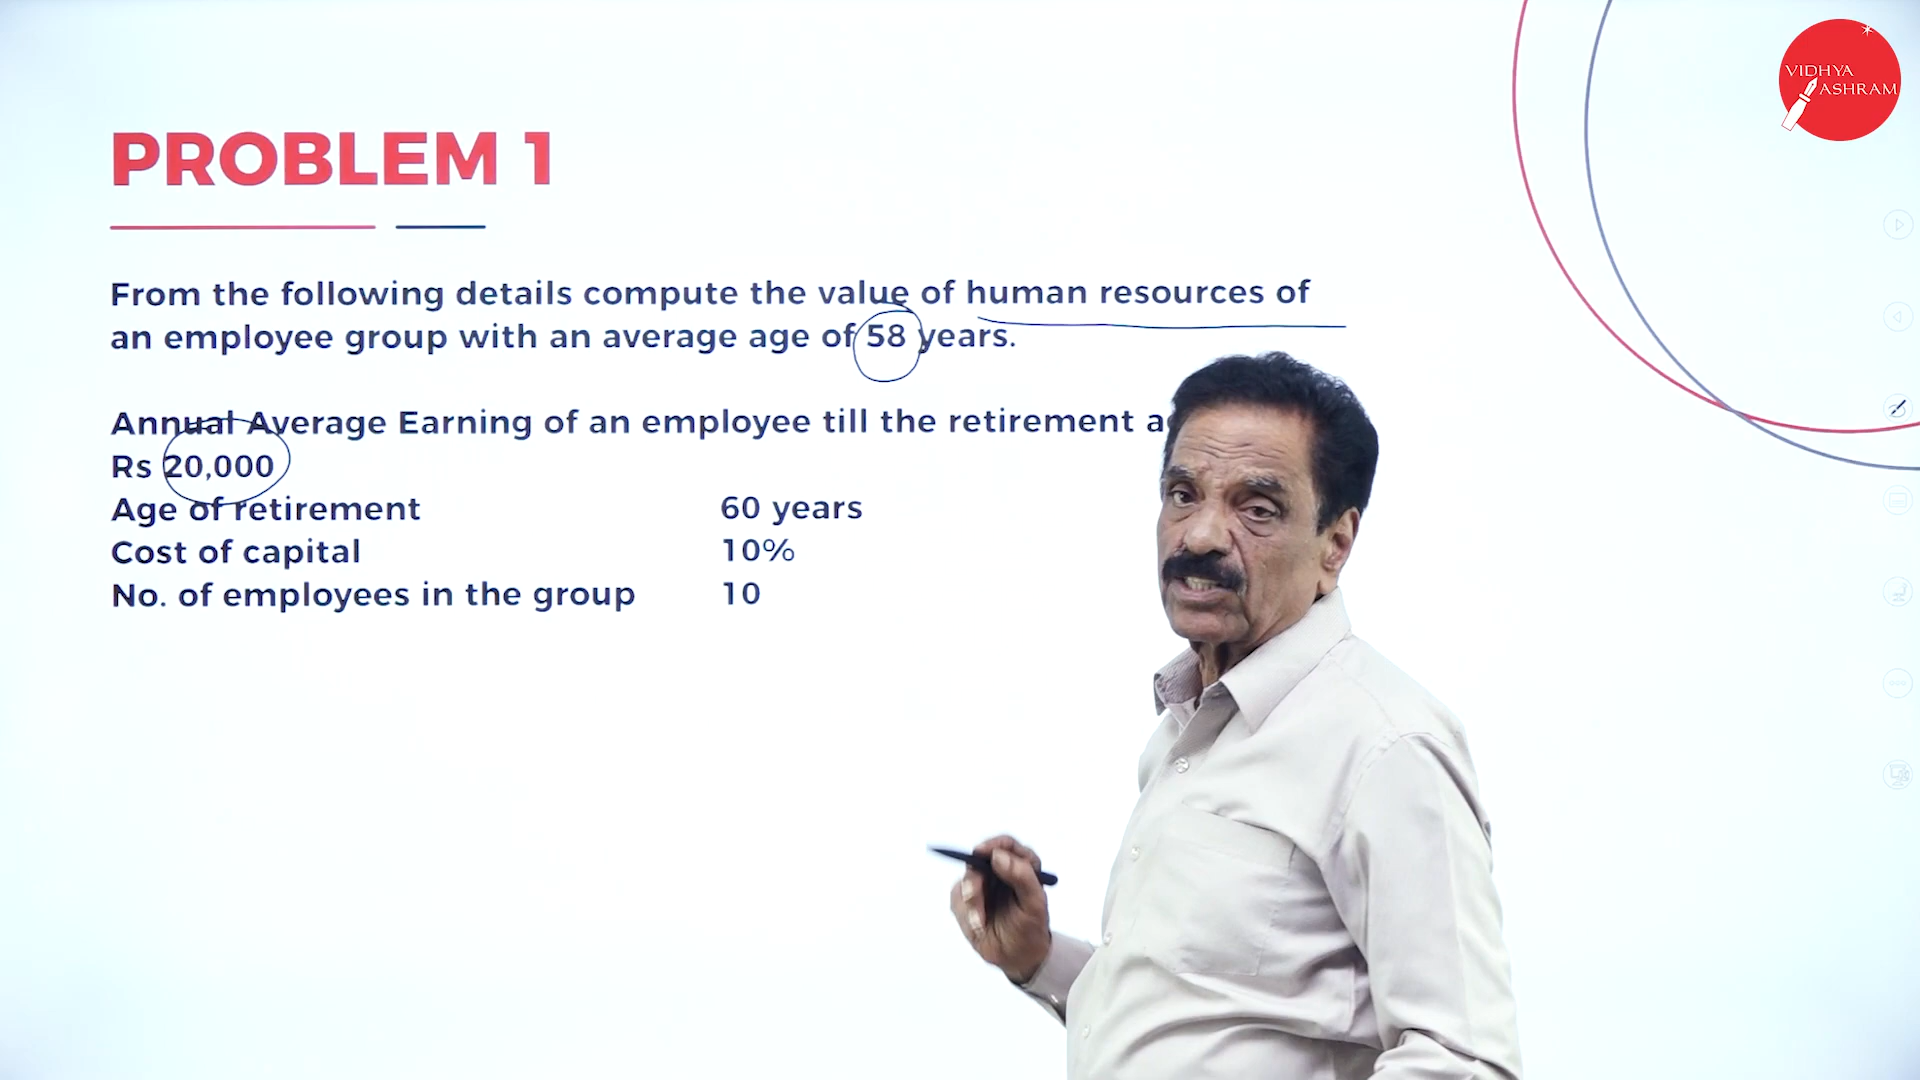 VIDHYA
ASHRAM
PROBLEM 1
From the following details compute the value of human resources of
an employee group with an average age of 58 years.
Annual Average Earning of an employee till the retirement
Rs 20,000
Age of retirement 60 years
Cost of capital 10%
No. of employees in the group 10